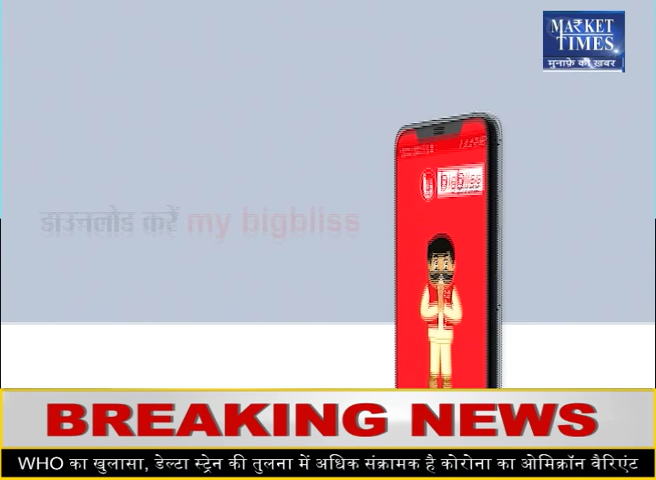 MARKET
TIMES
मुनाफ़े की ख़बर
bigbliss
डाउनलोड करें my bigbliss
BREAKING NEWS
WHO का खुलासा, डेल्टा स्ट्रेन की तुलना में अधिक संक्रामक है कोरोना का ओमिक्रॉन वैरिएंट